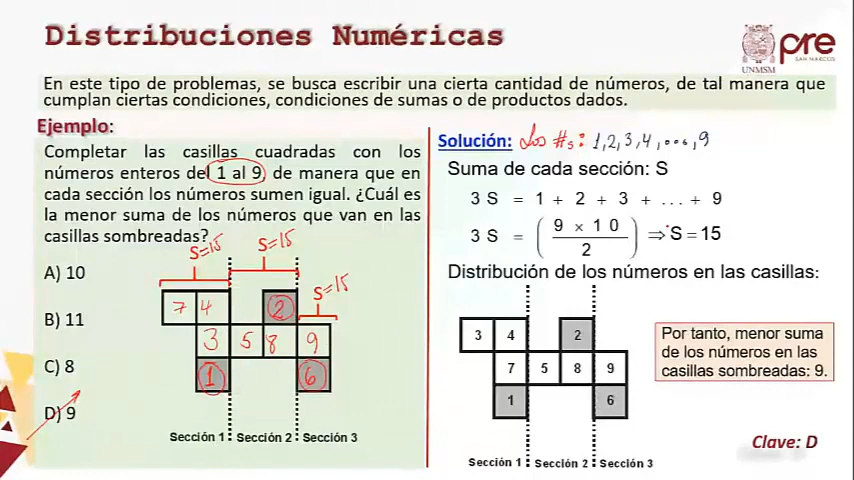 Distribuciones Numéricas
UNMSM
pre
SAN MARCOS
En este tipo de problemas, se busca escribir una cierta cantidad de números, de tal manera que
cumplan ciertas condiciones, condiciones de sumas o de productos dados.
Ejemplo:
Completar las casillas cuadradas con los
números enteros del 1 al 9, de manera que en
cada sección los números sumen igual. ¿Cuál es
la menor suma de los números que van en las
casillas sombreadas?
A) 10
B) 11
C) 8
D) 9
S=15
S=15
S=15
7 4 2
3 5 8 9
1 6
Sección 1 Sección 2 Sección 3
Solución: Los #s: 1,2,3,4,...,9
Suma de cada sección: S
3 S = 1 + 2 + 3 + ... + 9
3 S = ( 9 × 1 0 / 2 ) ⇒ S = 15
Distribución de los números en las casillas:
3 4 2
7 5 8 9
1 6
Sección 1 Sección 2 Sección 3
Por tanto, menor suma
de los números en las
casillas sombreadas: 9.
Clave: D